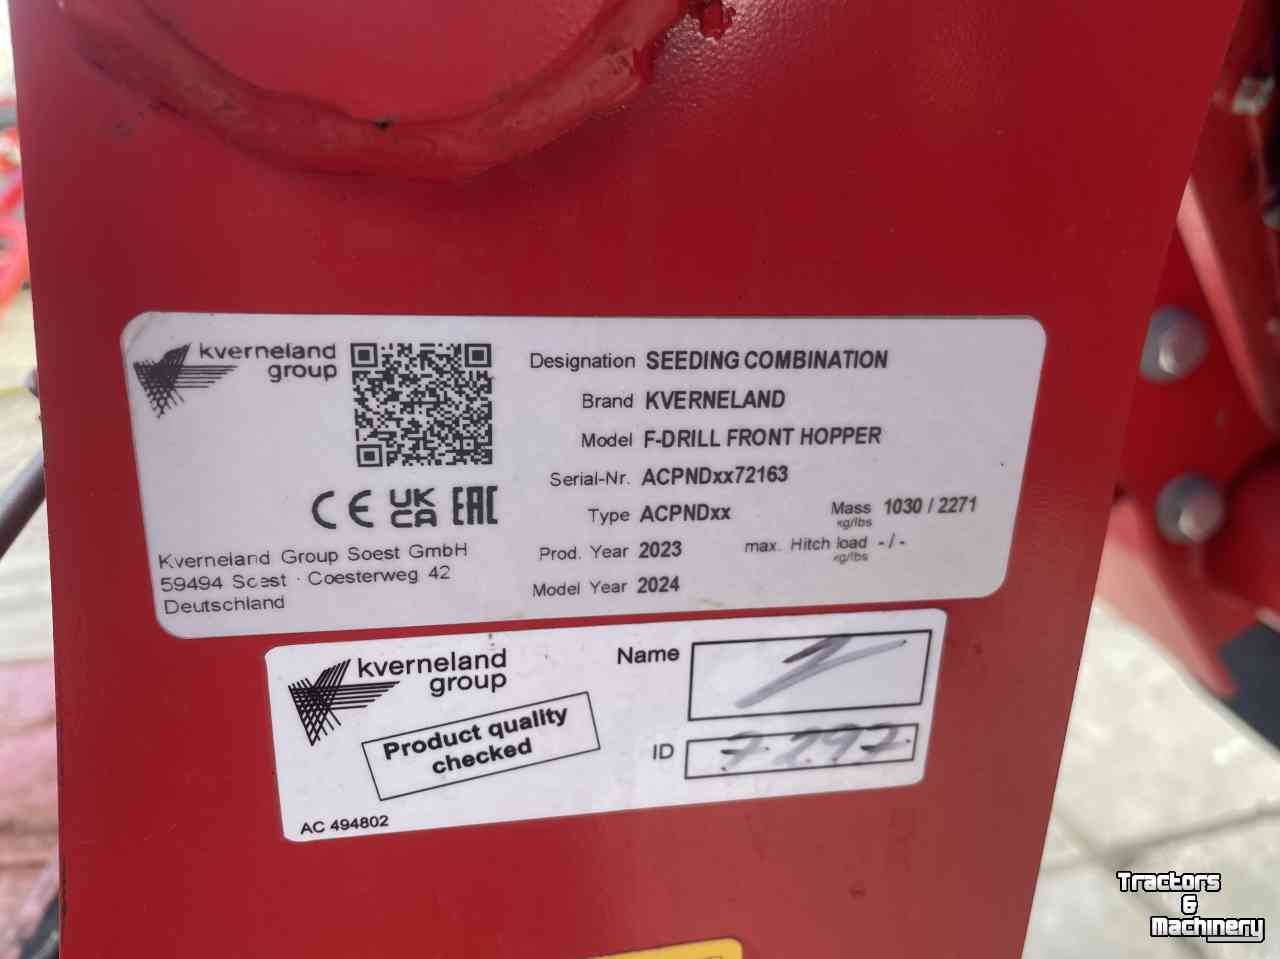 kverneland
group
Designation SEEDING COMBINATION
Brand KVERNELAND
Model F-DRILL FRONT HOPPER
Serial-Nr. ACPNDxx72163
Type ACPNDxx
Mass 1030 / 2271
kg/lbs
Prod. Year 2023
max. Hitch load - / -
kg/lbs
Model Year 2024
CE UK
CA EAC
Kverneland Group Soest GmbH
59494 Soest · Coesterweg 42
Deutschland
kverneland
group
Product quality
checked
Name
ID
AC 494802
Tractors
&
Machinery